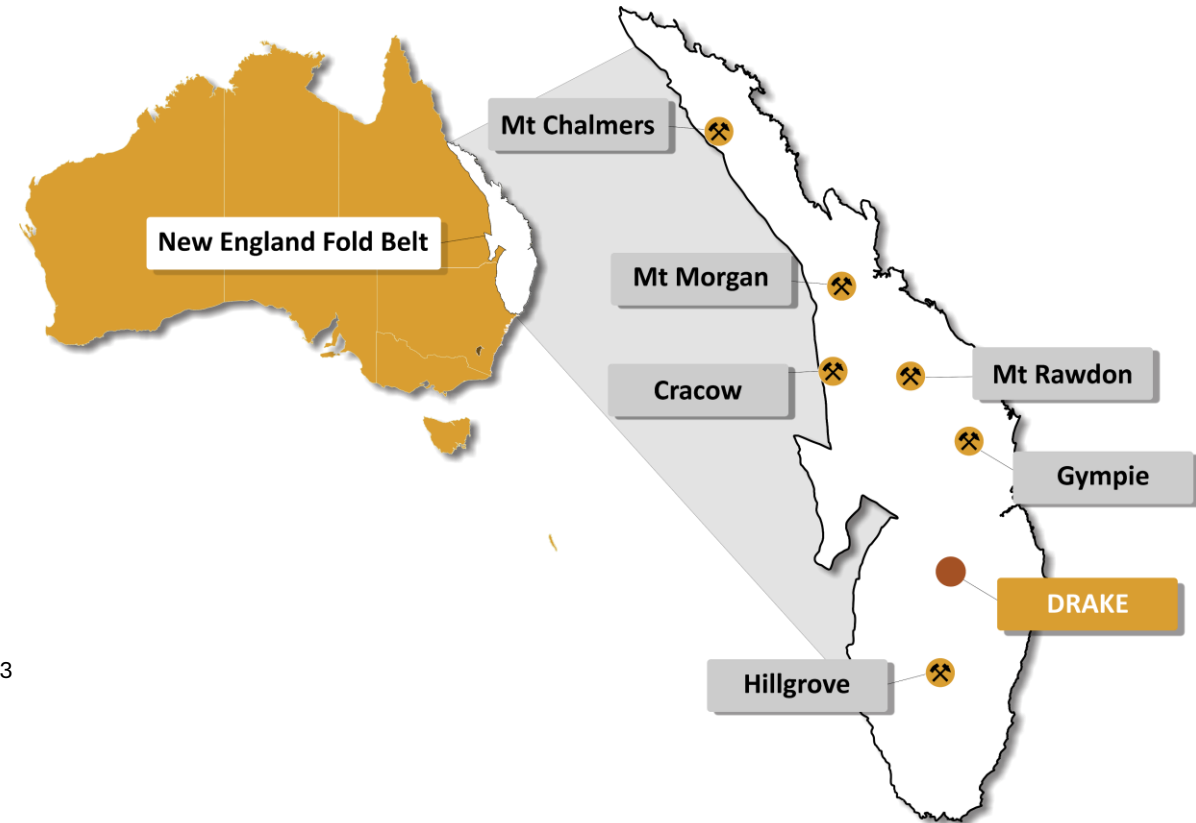 Mt Chalmers
New England Fold Belt
Mt Morgan
Cracow
Mt Rawdon
Gympie
DRAKE
3
Hillgrove